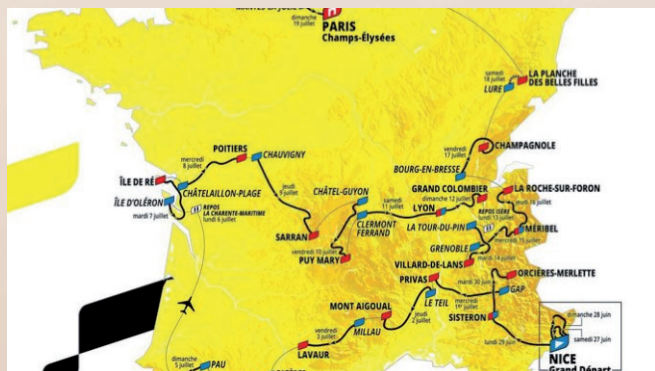 MANTES-LA-JOLIE
dimanche
19 juillet
PARIS
Champs-Élysées
samedi
18 juillet
LA PLANCHE
DES BELLES FILLES
LURE
POITIERS
CHAUVIGNY
mercredi
8 juillet
vendredi
17 juillet
CHAMPAGNOLE
BOURG-EN-BRESSE
ÎLE DE RÉ
CHÂTELAILLON-PLAGE
jeudi
9 juillet
CHÂTEL-GUYON
samedi
11 juillet
GRAND COLOMBIER
dimanche 12 juillet
LA ROCHE-SUR-FORON
ÎLE D'OLÉRON
mardi 7 juillet
REPOS
LA CHARENTE-MARITIME
lundi 6 juillet
LYON
REPOS ISÈRE
lundi 13 juillet
jeudi 16 juillet
CLERMONT
FERRAND
LA TOUR-DU-PIN
MÉRIBEL
SARRAN
mercredi 15 juillet
vendredi 10 juillet
PUY MARY
GRENOBLE
VILLARD-DE-LANS
mardi 14 juillet
PRIVAS
mardi 30 juin
ORCIÈRES-MERLETTE
LE TEIL
mercredi
1er juillet
GAP
MONT AIGOUAL
jeudi
2 juillet
SISTERON
dimanche 28 juin
vendredi
3 juillet
MILLAU
lundi 29 juin
samedi 27 juin
LAVAUR
NICE
Grand Départ
dimanche
5 juillet
PAU
CAZÈRES